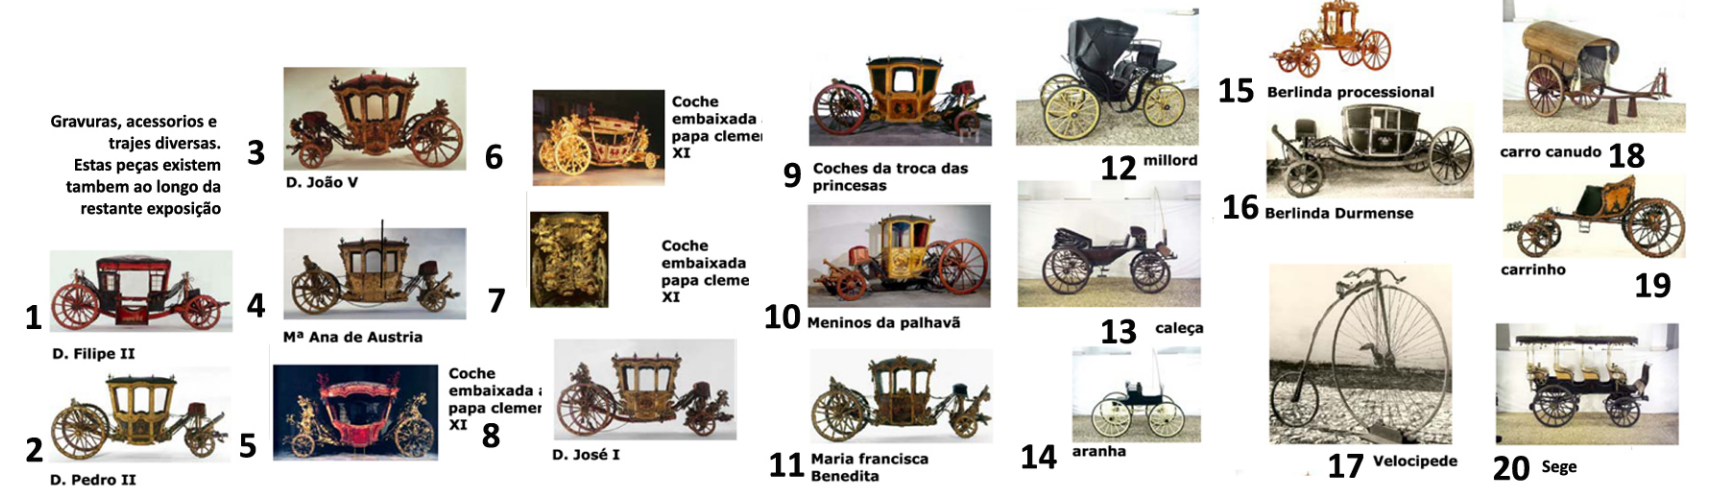 Gravuras, acessorios e
trajes diversas.
Estas peças existem
tambem ao longo da
restante exposição
1
D. Filipe II
2
D. Pedro II
3
D. João V
4
Mª Ana de Austria
5
Coche
embaixada
papa clemer
XI
6
Coche
embaixada
papa cleme
XI
7
Coche
embaixada
papa cleme
XI
8
D. José I
9
Coches da troca das
princesas
10
Meninos da palhavã
11
Maria francisca
Benedita
12
millord
13
caleça
14
aranha
15
Berlinda processional
16
Berlinda Durmense
17
Velocipede
carro canudo
18
carrinho
19
20
Sege